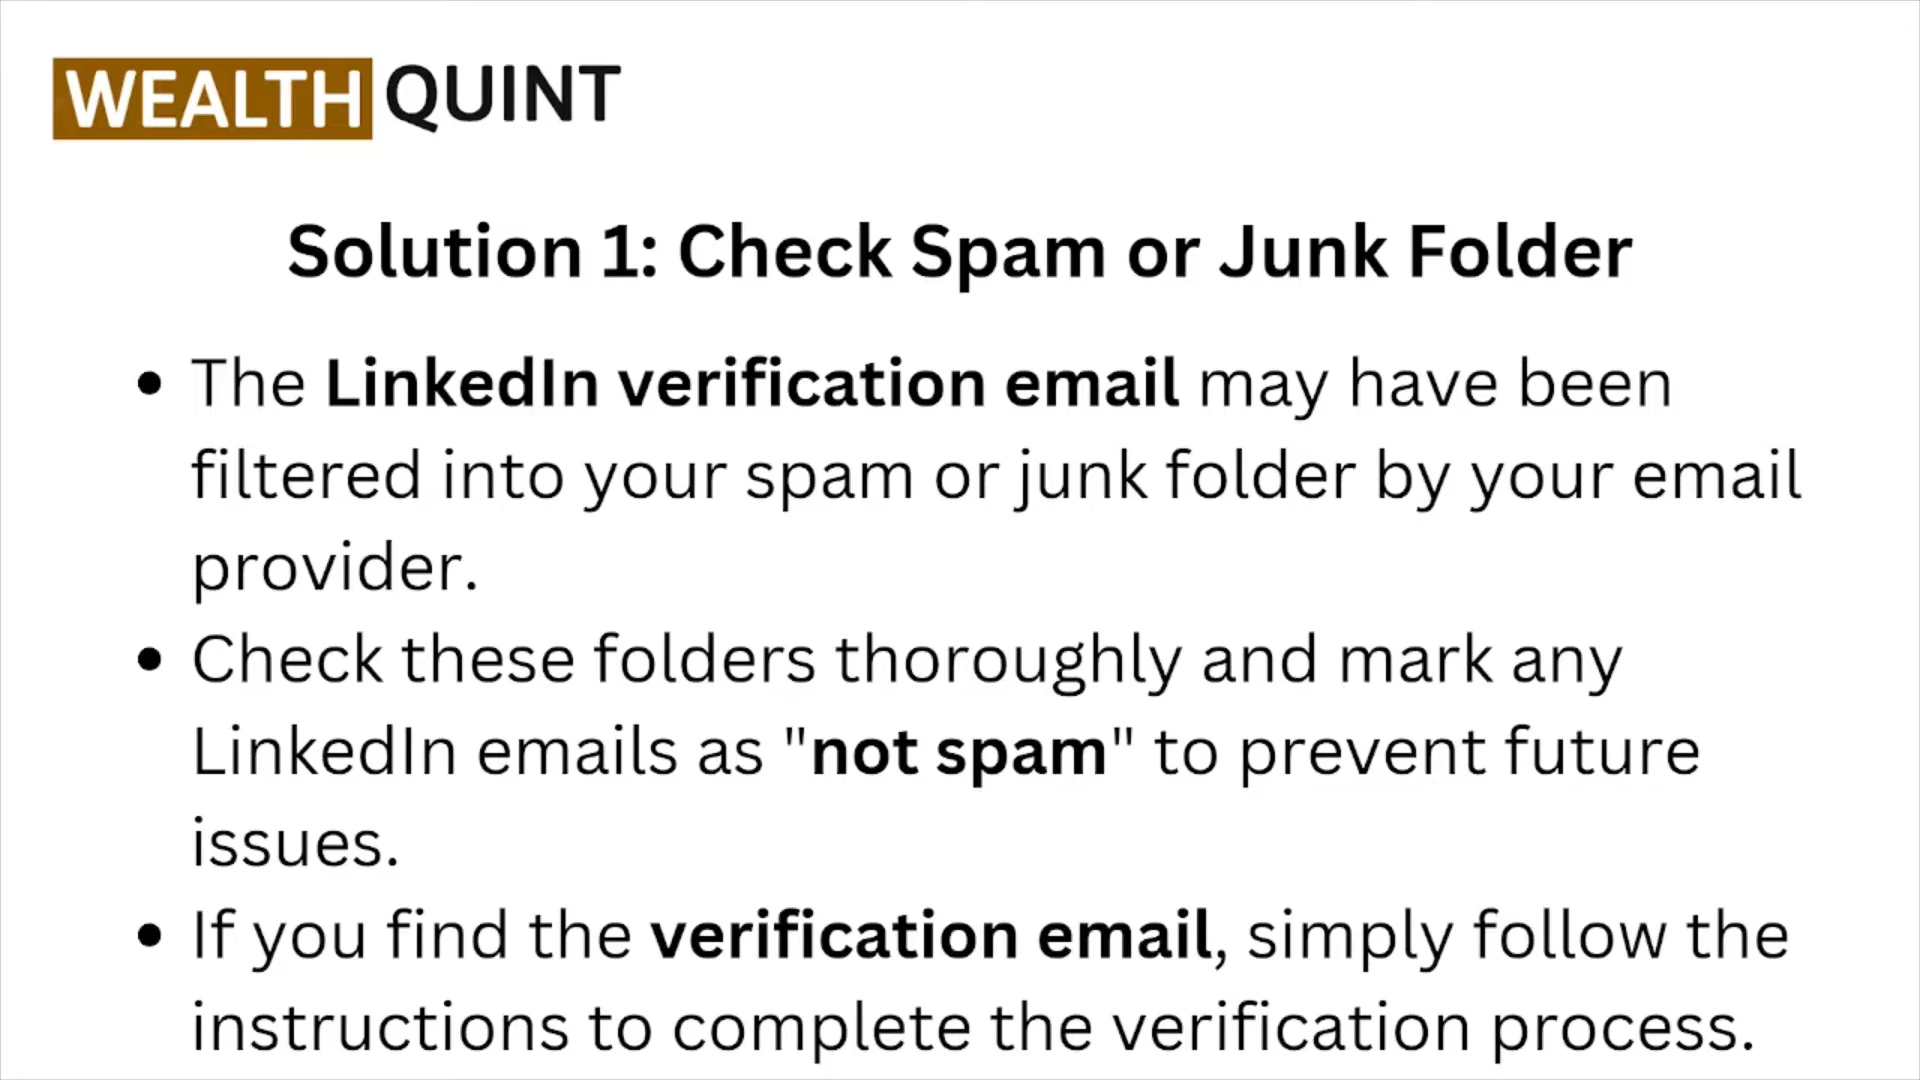 WEALTH QUINT
Solution 1: Check Spam or Junk Folder
• The LinkedIn verification email may have been
filtered into your spam or junk folder by your email
provider.
• Check these folders thoroughly and mark any
LinkedIn emails as "not spam" to prevent future
issues.
• If you find the verification email, simply follow the
instructions to complete the verification process.